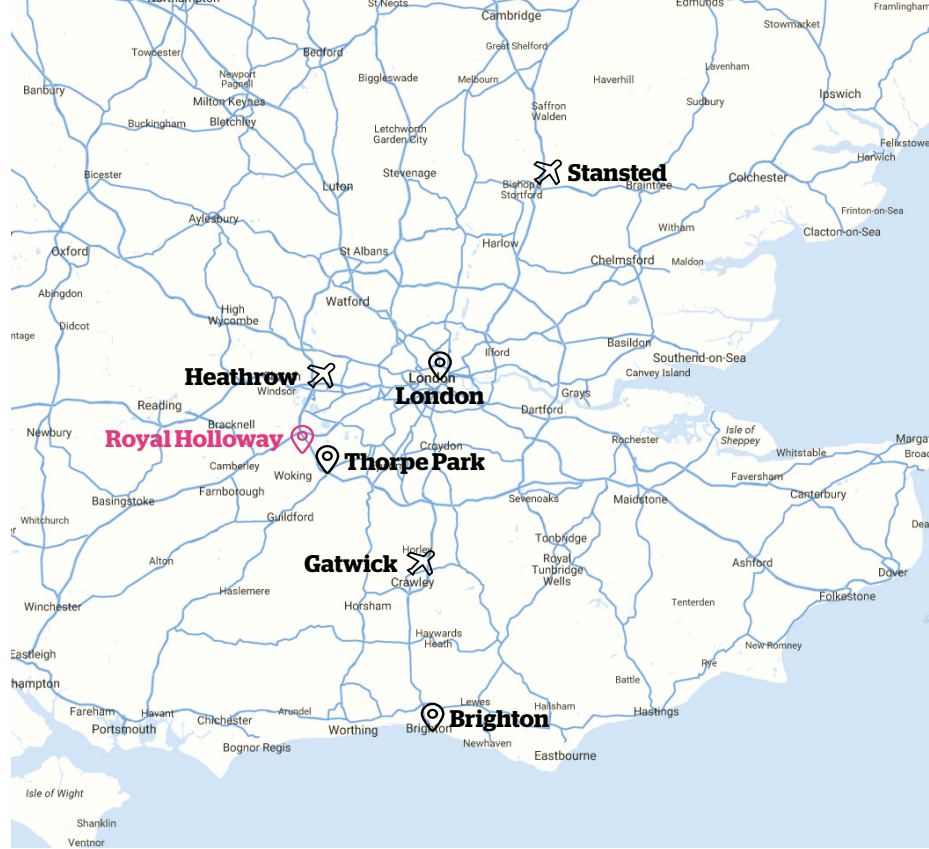 Northampton
St Neots
Cambridge
Edmunds
Framlingham
Stowmarket
Towcester
Bedford
Great Shelford
Newport
Pagnell
Biggleswade
Melbourn
Haverhill
Lavenham
Banbury
Milton Keynes
Sudbury
Ipswich
Buckingham
Bletchley
Saffron
Walden
Letchworth
Garden City
Felixstowe
Harwich
Bicester
Luton
Stevenage
Stansted
Bishop's
Stortford
Braintree
Colchester
Aylesbury
Frinton-on-Sea
Clacton-on-Sea
Witham
Oxford
St Albans
Harlow
Chelmsford
Maldon
Abingdon
Watford
High
Wycombe
Didcot
ntage
Ilford
Basildon
Southend-on-Sea
Canvey Island
Heathrow
Windsor
London
London
Grays
Dartford
Reading
Bracknell
Newbury
Royal Holloway
Croydon
Rochester
Isle of
Sheppey
Margat
Broad
Whitstable
Camberley
Woking
Thorpe Park
Faversham
Farnborough
Basingstoke
Sevenoaks
Maidstone
Canterbury
Whitchurch
Guildford
Dea
Tonbridge
Royal
Tunbridge
Wells
Horley
Gatwick
Crawley
Alton
Ashford
Dover
Haslemere
Folkestone
Winchester
Horsham
Tenterden
Haywards
Heath
New Romney
Eastleigh
Rye
hampton
Battle
Lewes
Hailsham
Fareham
Havant
Chichester
Arundel
Hastings
Portsmouth
Worthing
Brighton
Brighton
Newhaven
Bognor Regis
Eastbourne
Isle of Wight
Shanklin
Ventnor